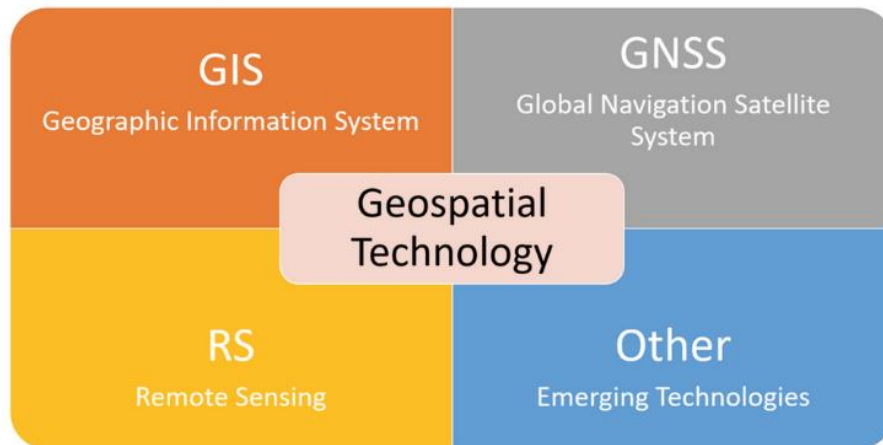 GIS
Geographic Information System
GNSS
Global Navigation Satellite
System
Geospatial
Technology
RS
Remote Sensing
Other
Emerging Technologies